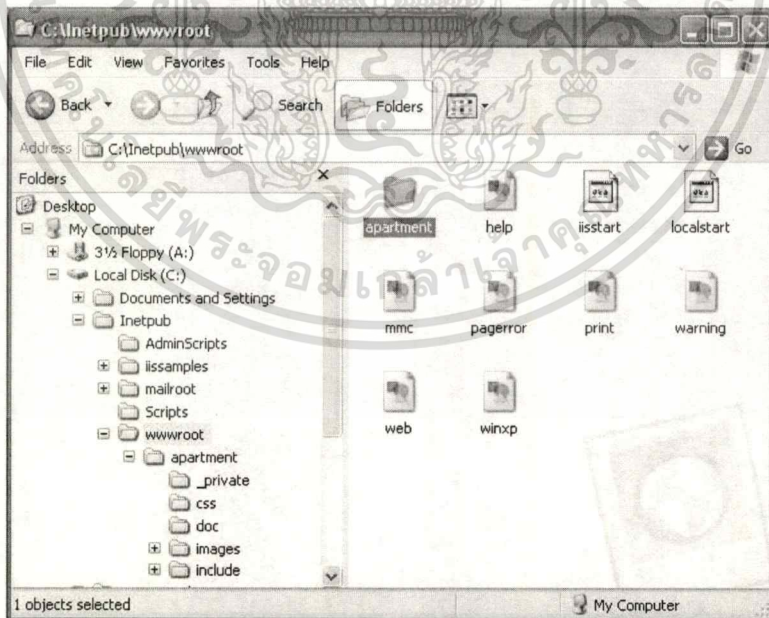 C:\Inetpub\wwwroot
File Edit View Favorites Tools Help
Back Search Folders
Address C:\Inetpub\wwwroot Go
Folders
Desktop
My Computer
3½ Floppy (A:)
Local Disk (C:)
Documents and Settings
Inetpub
AdminScripts
iissamples
mailroot
Scripts
wwwroot
apartment
_private
css
doc
images
include
apartment help iisstart localstart
mmc pagerror print warning
web winxp
1 objects selected My Computer